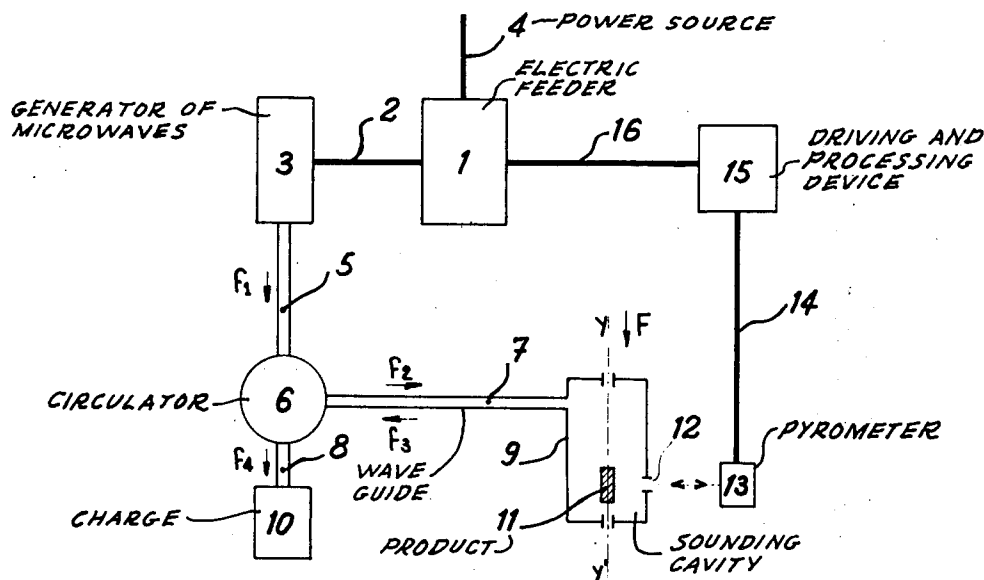 4 POWER SOURCE
ELECTRIC
FEEDER
GENERATOR OF
MICROWAVES
2
16
DRIVING AND
PROCESSING
DEVICE
3
1
15
f1
5
14
Y
F
f2
7
CIRCULATOR
6
f3
12
PYROMETER
f4
8
WAVE
GUIDE
9
13
CHARGE
10
11
PRODUCT
SOUNDING
CAVITY
Y'